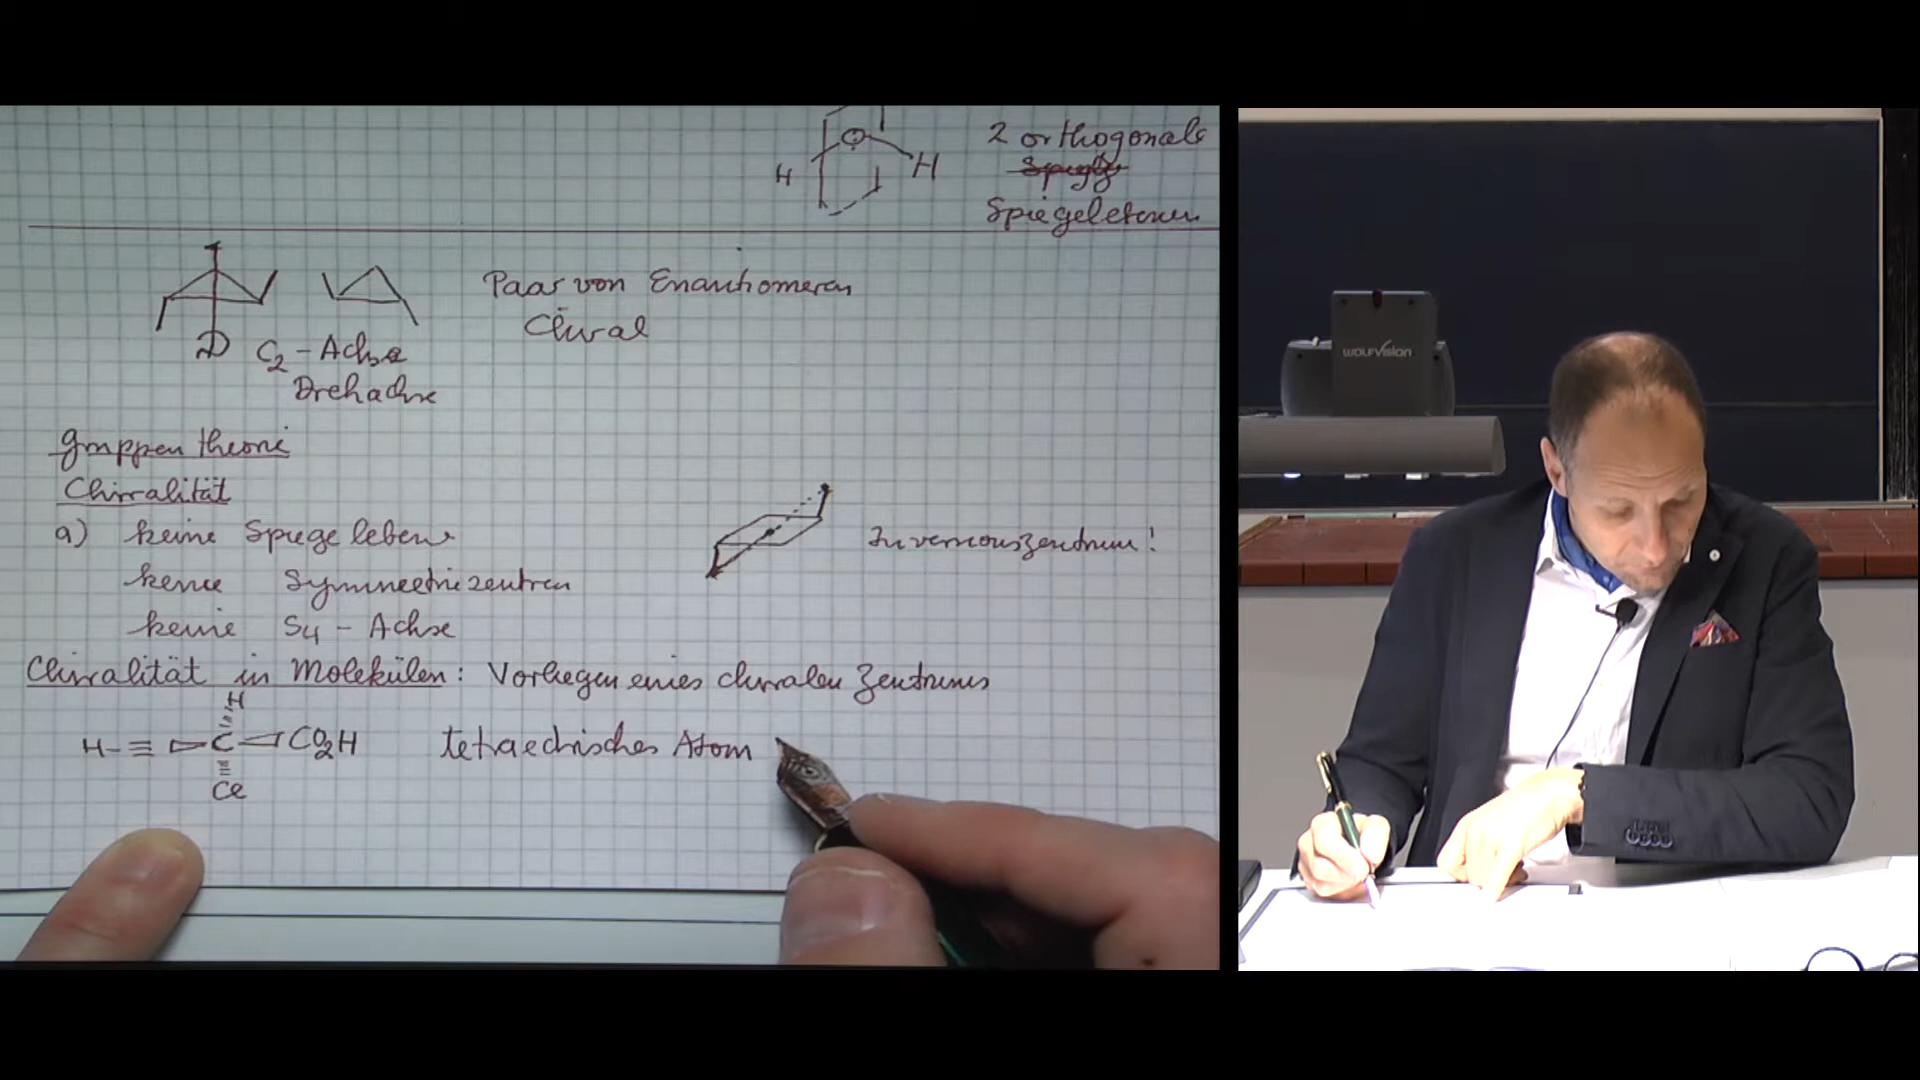 H
H
2 orthogonale
Spiegelebenen
Paar von Enantiomeren
Chiral
C2-Achse
Drehachse
Gruppentheorie
Chiralität
a) keine Spiegelebene
keine Symmetriezentren
keine S4-Achse
Inversionszentrum!
Chiralität in Molekülen: Vorliegen eines chiralen Zentrums
H
H-≡ C CO2H
Cl
tetraedrisches Atom
WOLFVISION